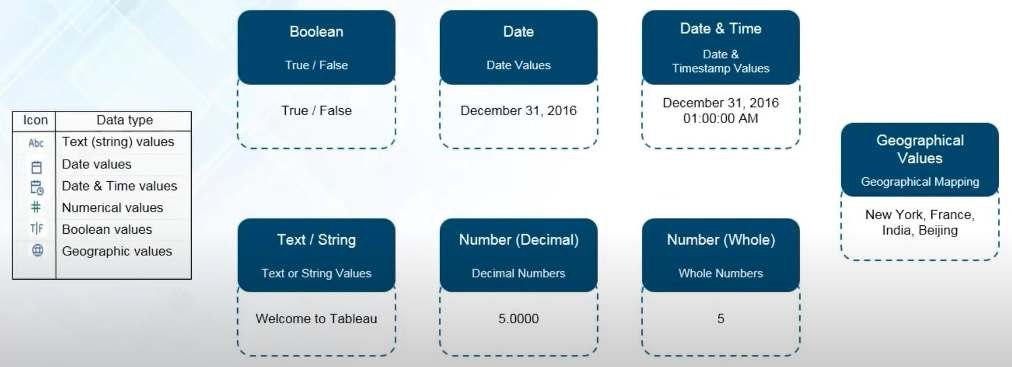 Icon Data type
Abc Text (string) values
Date values
Date & Time values
# Numerical values
T|F Boolean values
Geographic values
Boolean
True / False
True / False
Date
Date Values
December 31, 2016
Date & Time
Date &
Timestamp Values
December 31, 2016
01:00:00 AM
Text / String
Text or String Values
Welcome to Tableau
Number (Decimal)
Decimal Numbers
5.0000
Number (Whole)
Whole Numbers
5
Geographical
Values
Geographical Mapping
New York, France,
India, Beijing